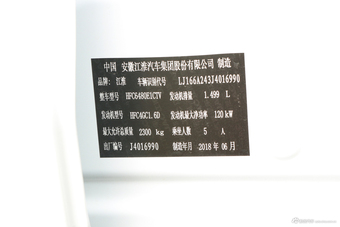 中国 安徽江淮汽车集团股份有限公司 制造
品牌 江淮 车辆识别代号 LJ166A243J4016990
整车型号 HFC6480E1CTV 发动机排量 1.499 L
发动机型号 HFC4GC1.6D 发动机最大净功率 120 kW
最大允许总质量 2300 kg 乘坐人数 5 人
出厂编号 J4016990 制造年月 2018 年 06 月